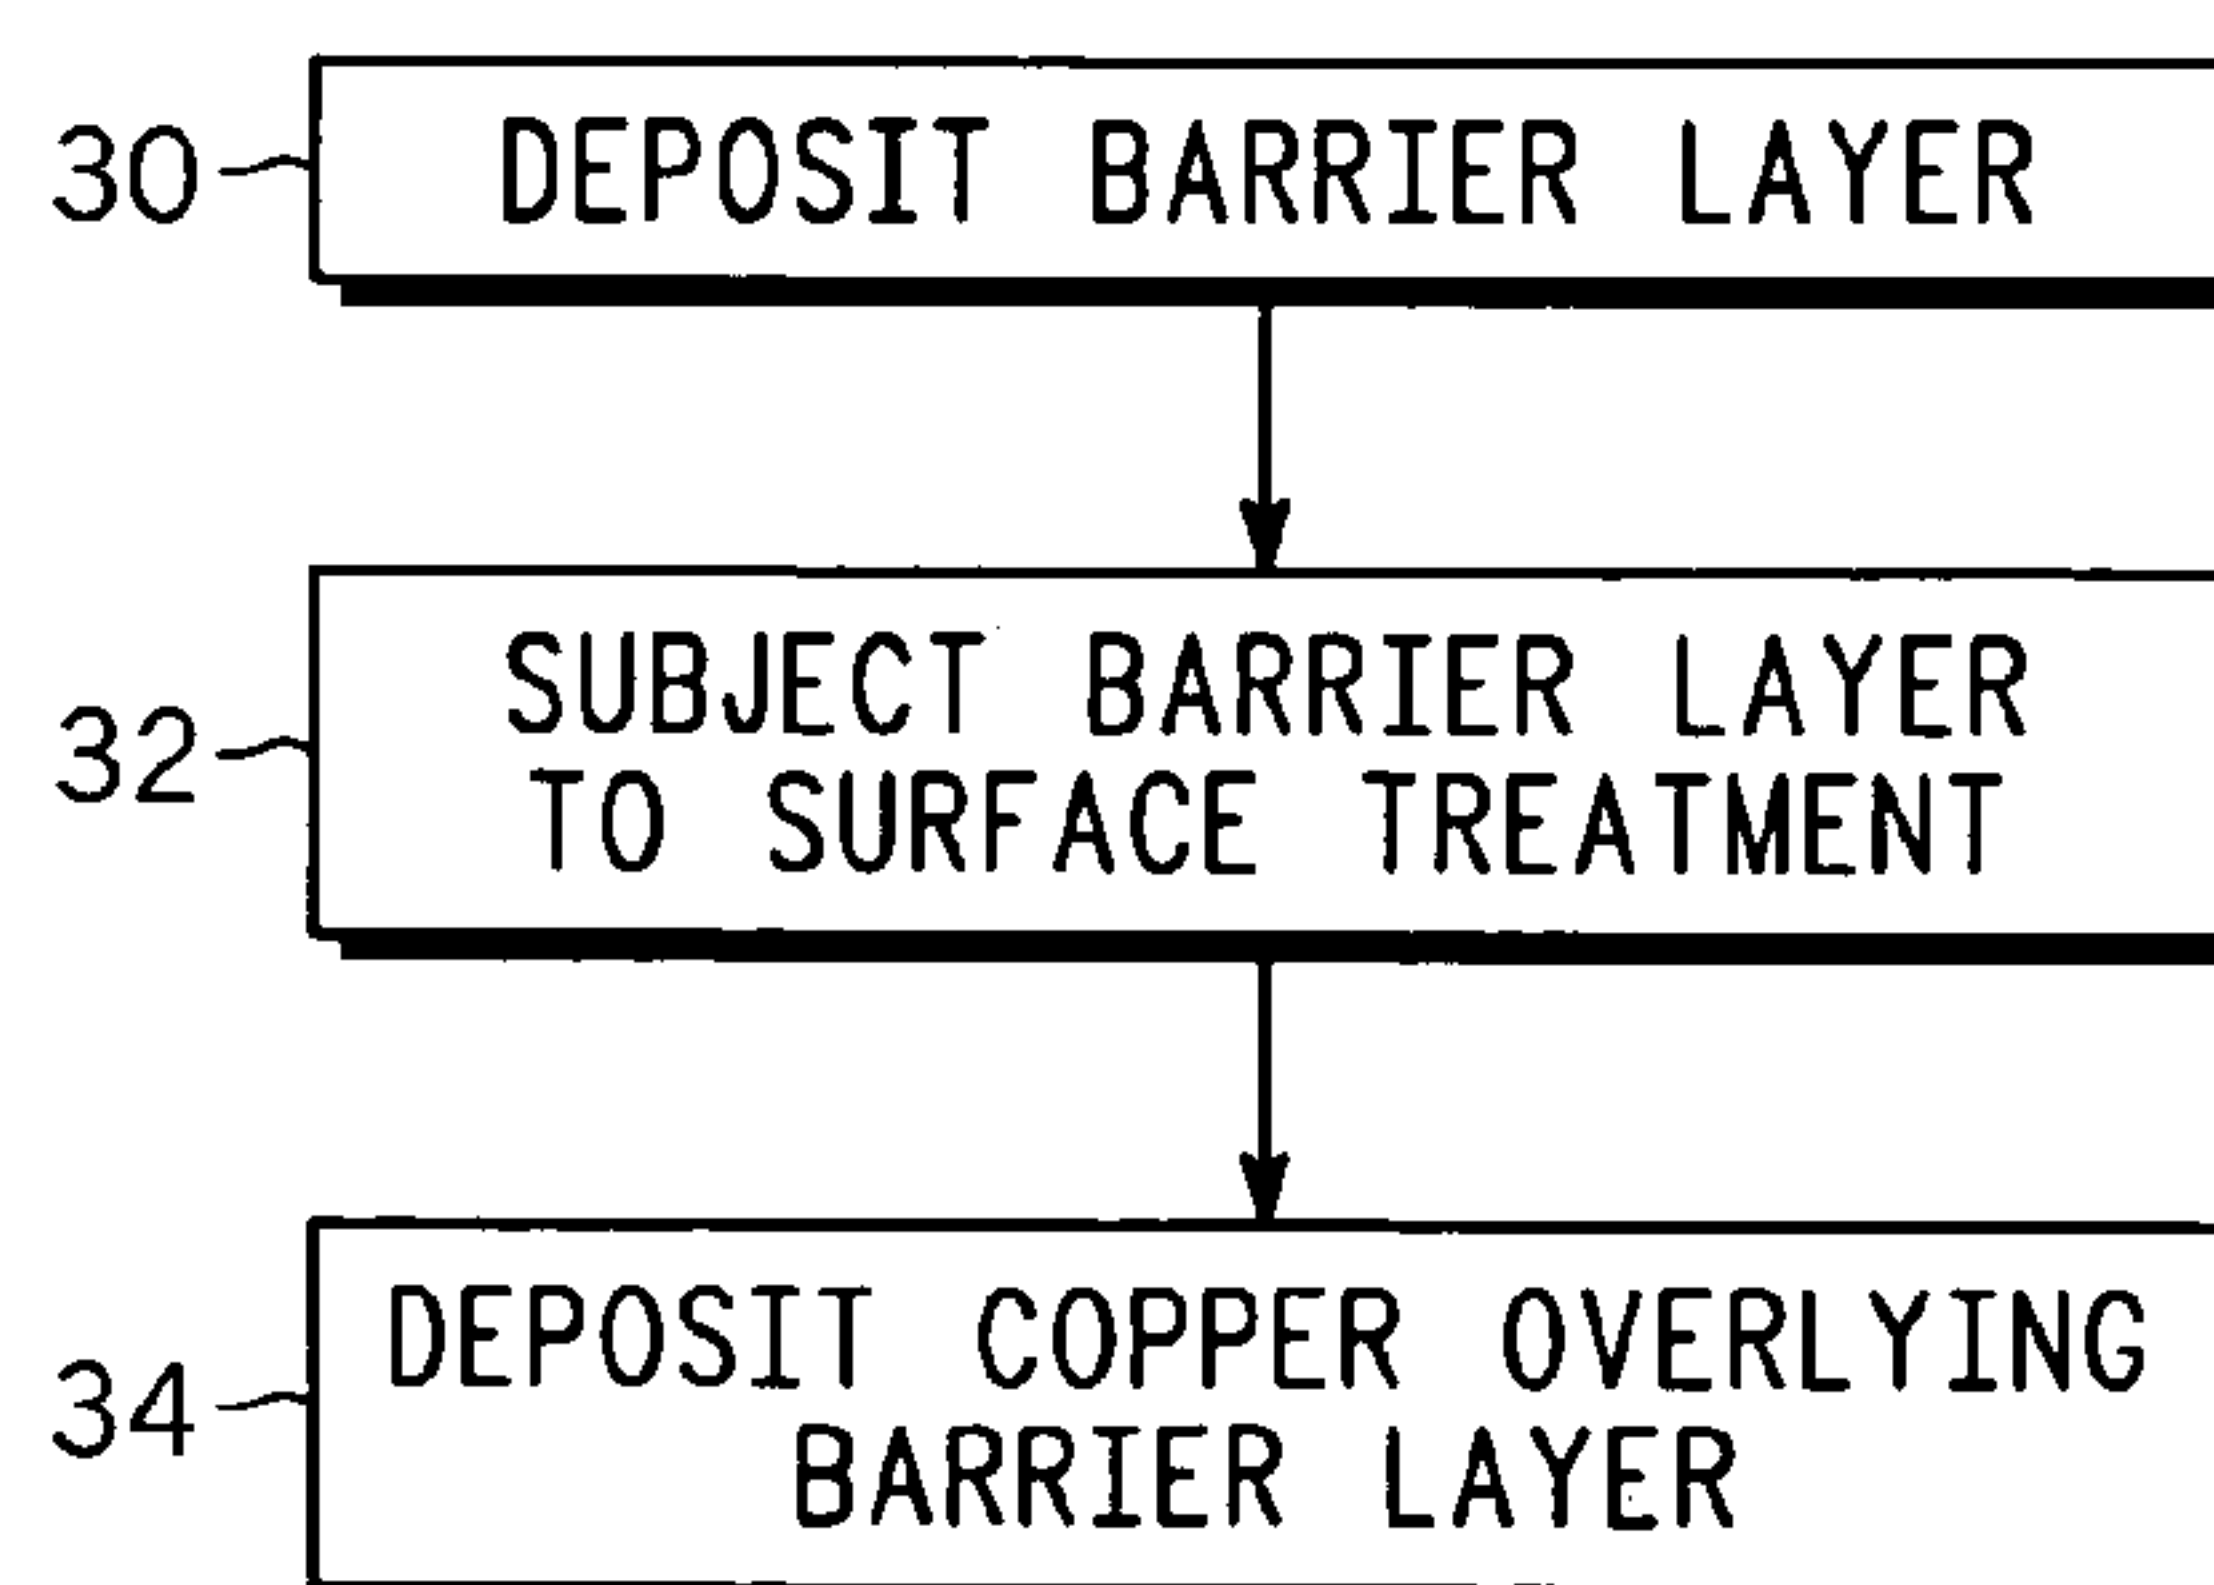 30
DEPOSIT BARRIER LAYER
32
SUBJECT BARRIER LAYER
TO SURFACE TREATMENT
34
DEPOSIT COPPER OVERLYING
BARRIER LAYER